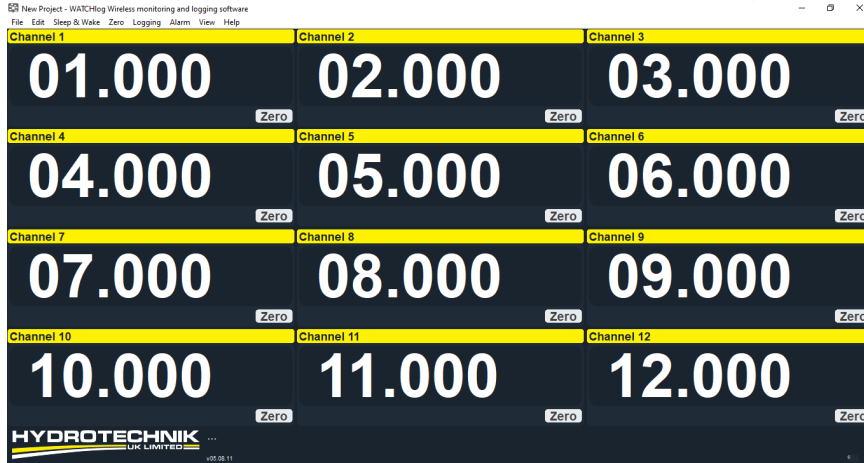 New Project - WATCHlog Wireless monitoring and logging software
File Edit Sleep & Wake Zero Logging Alarm View Help
Channel 1 Channel 2 Channel 3
01.000 02.000 03.000
Zero Zero Zero
Channel 4 Channel 5 Channel 6
04.000 05.000 06.000
Zero Zero Zero
Channel 7 Channel 8 Channel 9
07.000 08.000 09.000
Zero Zero Zero
Channel 10 Channel 11 Channel 12
10.000 11.000 12.000
Zero Zero Zero
HYDROTECHNIK ...
UK LIMITED
v05.08.11